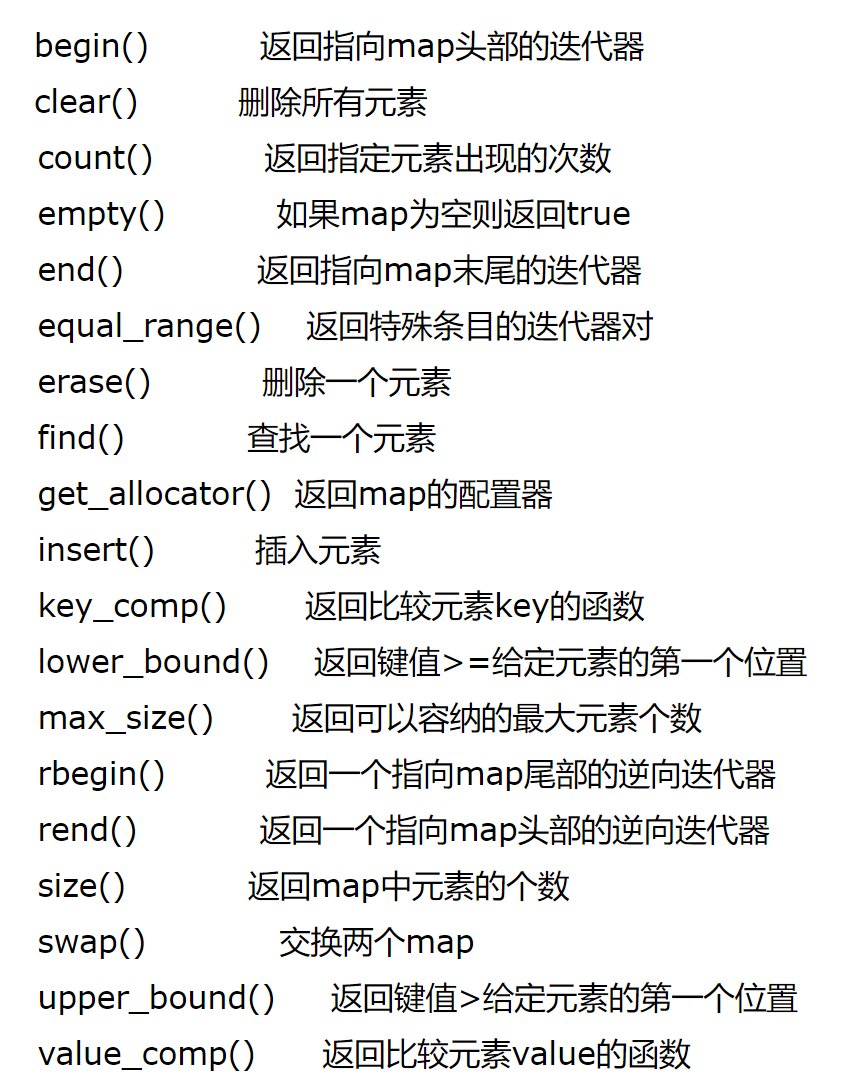 begin() 返回指向map头部的迭代器
clear() 删除所有元素
count() 返回指定元素出现的次数
empty() 如果map为空则返回true
end() 返回指向map末尾的迭代器
equal_range() 返回特殊条目的迭代器对
erase() 删除一个元素
find() 查找一个元素
get_allocator() 返回map的配置器
insert() 插入元素
key_comp() 返回比较元素key的函数
lower_bound() 返回键值>=给定元素的第一个位置
max_size() 返回可以容纳的最大元素个数
rbegin() 返回一个指向map尾部的逆向迭代器
rend() 返回一个指向map头部的逆向迭代器
size() 返回map中元素的个数
swap() 交换两个map
upper_bound() 返回键值>给定元素的第一个位置
value_comp() 返回比较元素value的函数